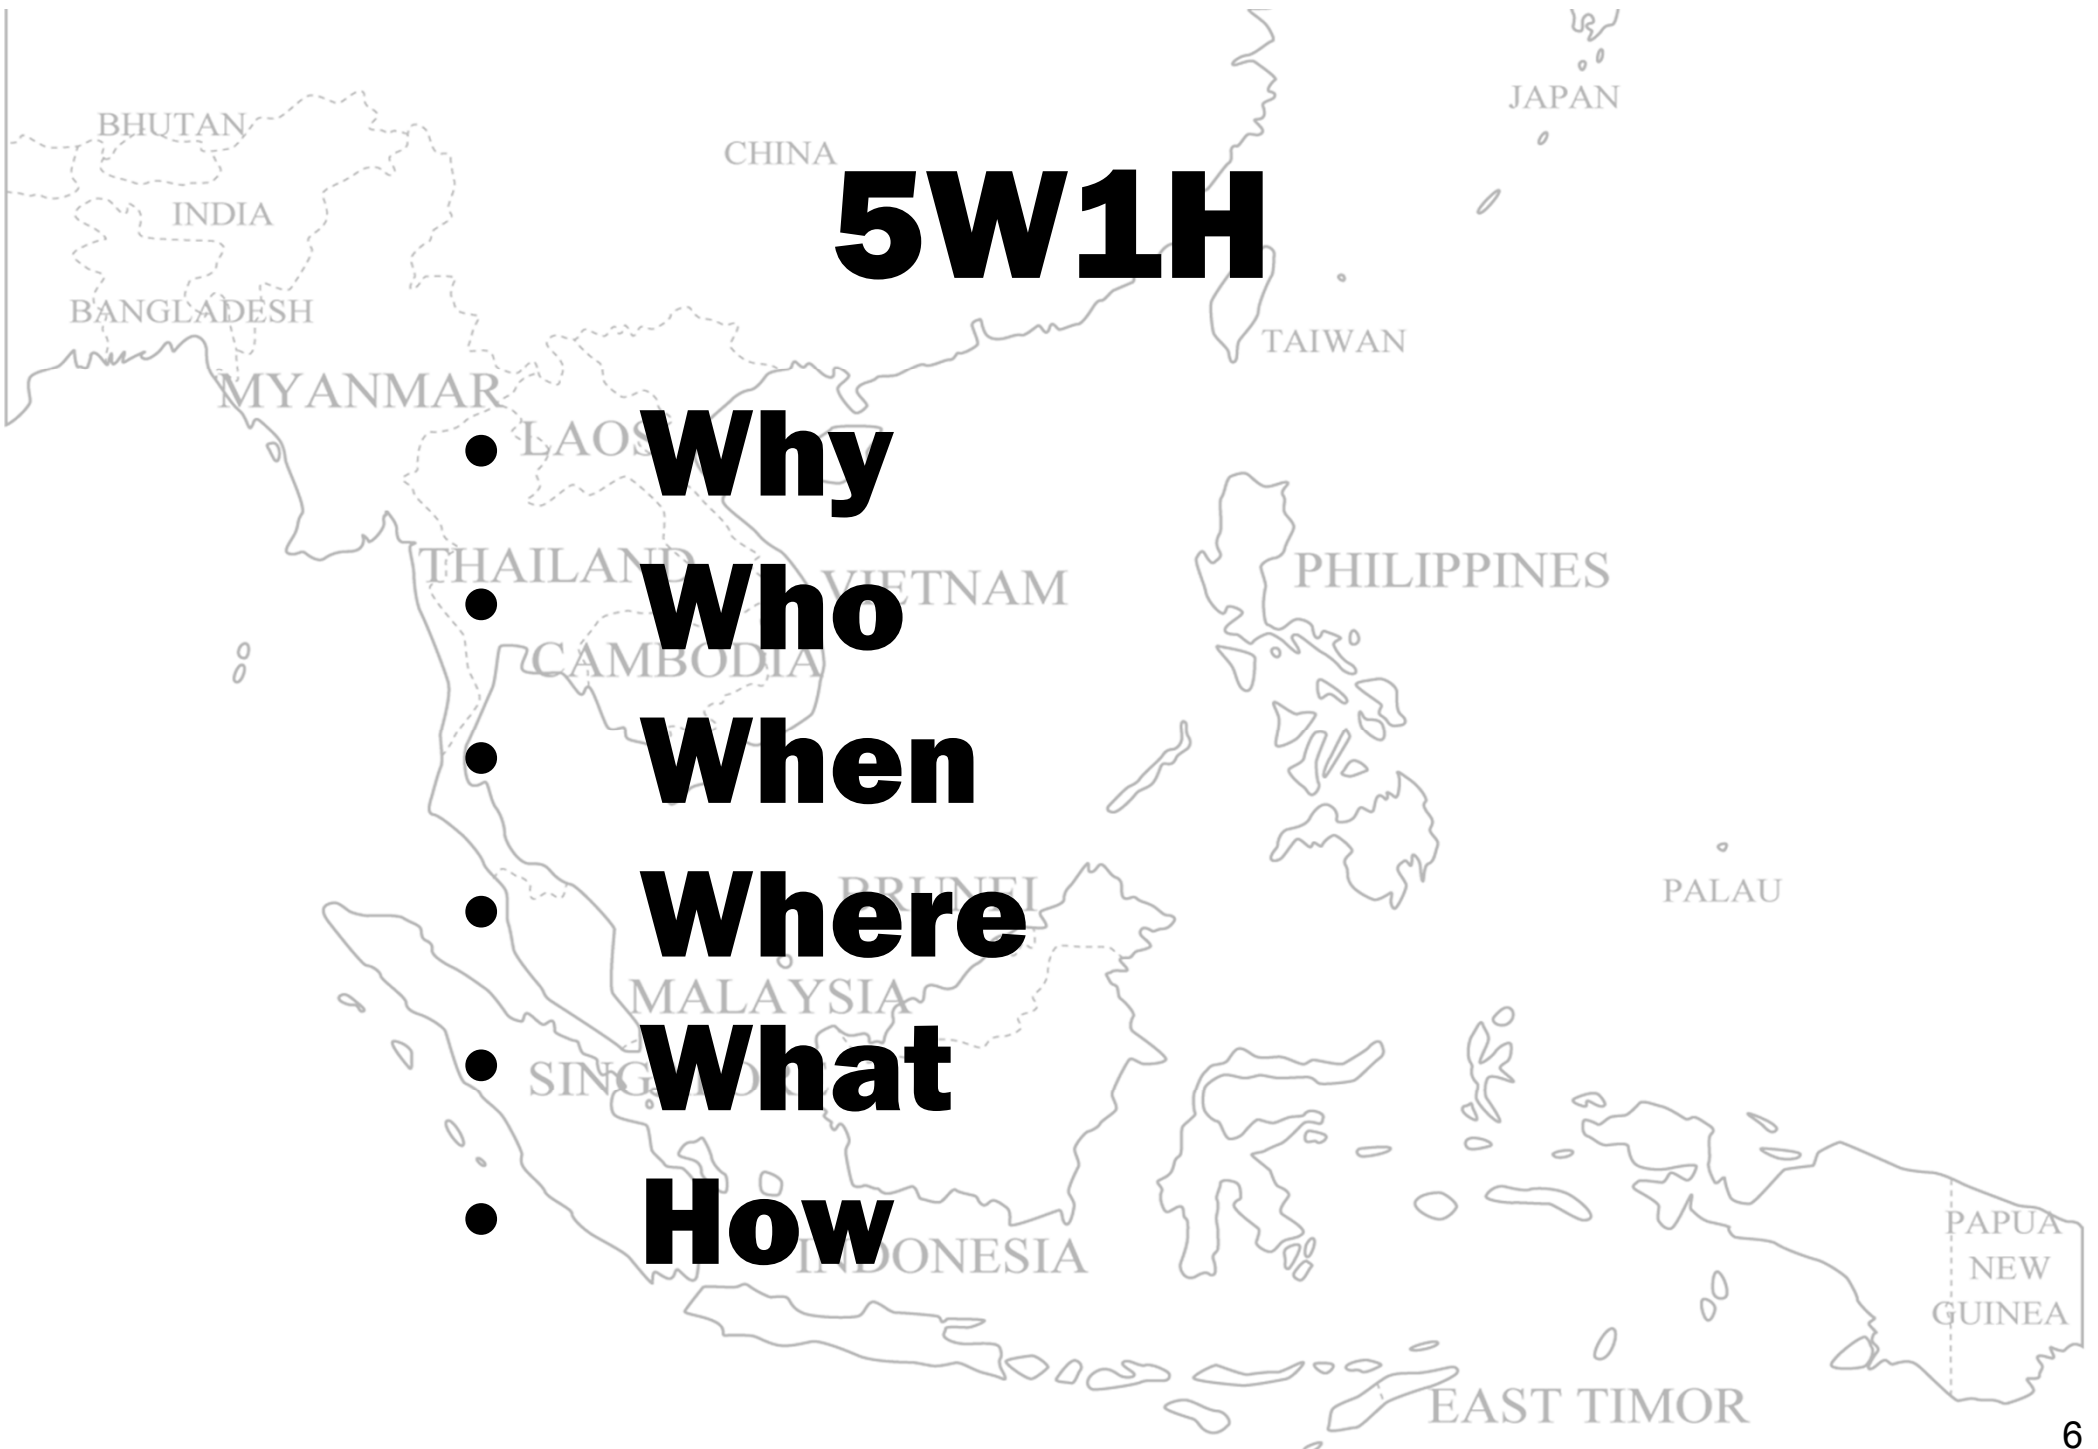 JAPAN
BHUTAN
CHINA
5W1H
INDIA
BANGLADESH
TAIWAN
MYANMAR
LAOS
• Why
THAILAND
VIETNAM
PHILIPPINES
• Who
CAMBODIA
• When
BRUNEI
PALAU
• Where
MALAYSIA
SINGAPORE
• What
• How
INDONESIA
PAPUA
NEW
GUINEA
EAST TIMOR
6